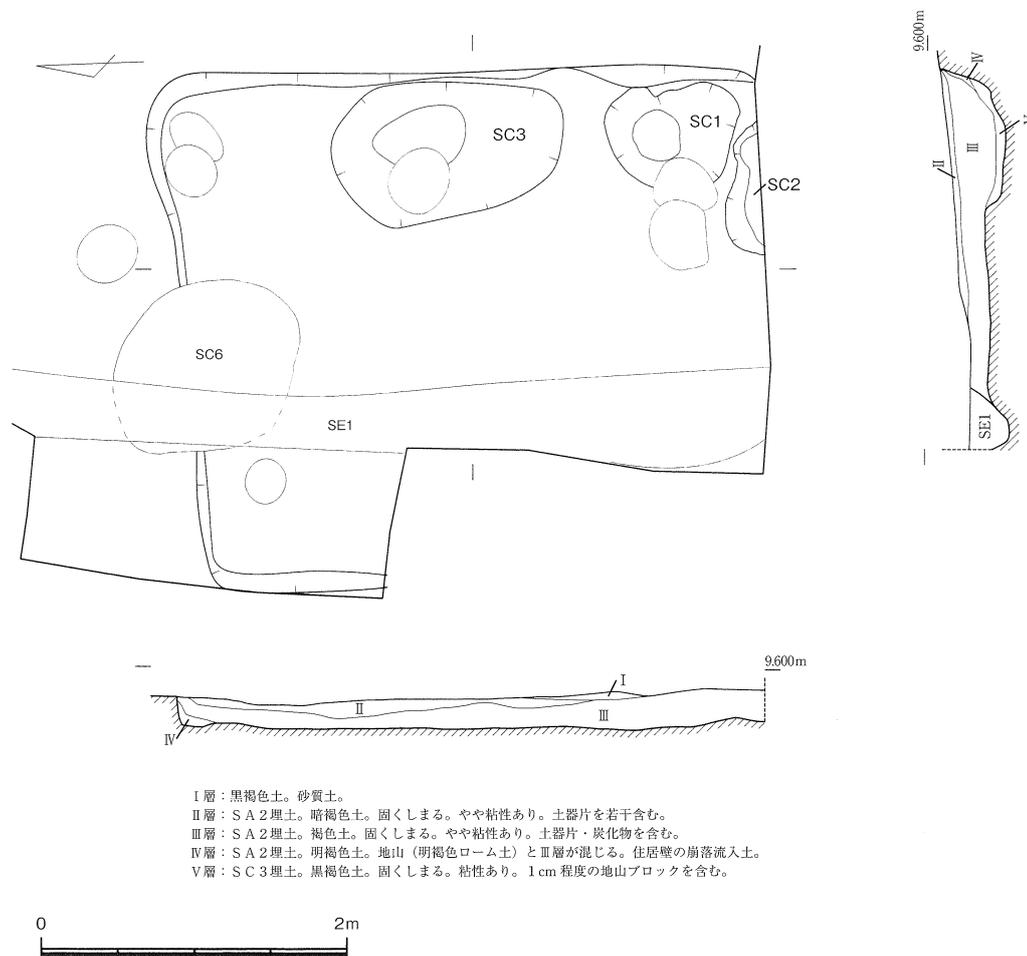 9.600m
Ⅳ
SC3
SC1
Ⅴ
Ⅲ
Ⅱ
SC2
SC6
SE1
SE1
9.600m
Ⅰ
Ⅱ
Ⅲ
Ⅳ
Ⅰ層：黒褐色土。砂質土。
Ⅱ層：ＳＡ２埋土。暗褐色土。固くしまる。やや粘性あり。土器片を若干含む。
Ⅲ層：ＳＡ２埋土。褐色土。固くしまる。やや粘性あり。土器片・炭化物を含む。
Ⅳ層：ＳＡ２埋土。明褐色土。地山（明褐色ローム土）とⅢ層が混じる。住居壁の崩落流入土。
Ⅴ層：ＳＣ３埋土。黒褐色土。固くしまる。粘性あり。１cm 程度の地山ブロックを含む。
0 2m